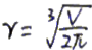 r = ∛(V/2π)